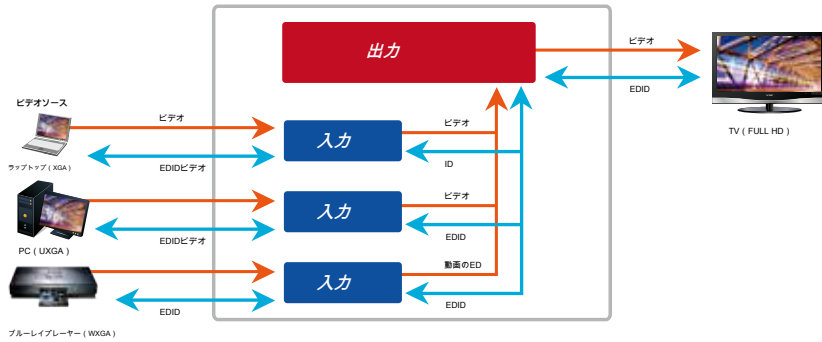 出力
ビデオ
EDID
TV ( FULL HD )
ビデオソース
ビデオ
入力
ビデオ
EDIDビデオ
ID
ラップトップ ( XGA )
入力
ビデオ
EDIDビデオ
EDID
PC ( UXGA )
入力
動画のED
EDID
EDID
ブルーレイプレーヤー ( WXGA )